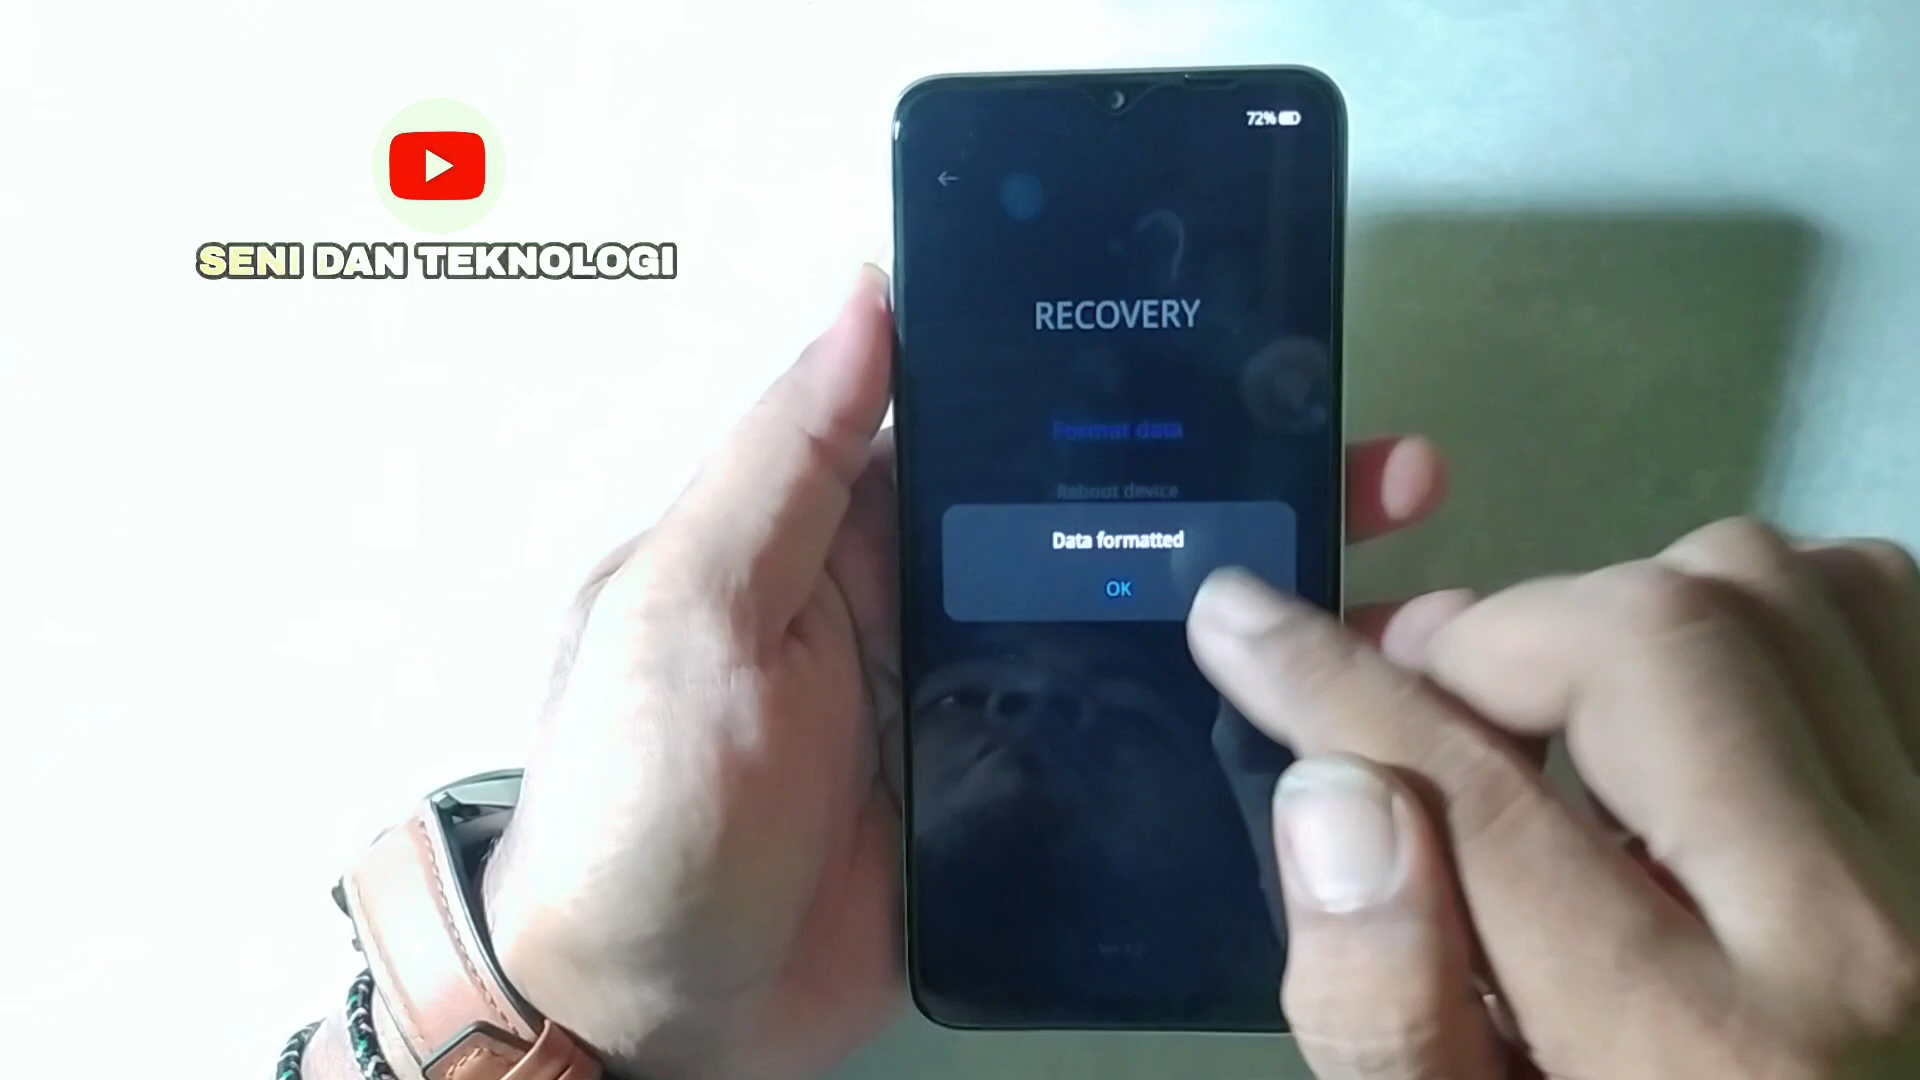 SENI DAN TEKNOLOGI
72%
RECOVERY
Format data
Reboot device
Data formatted
OK